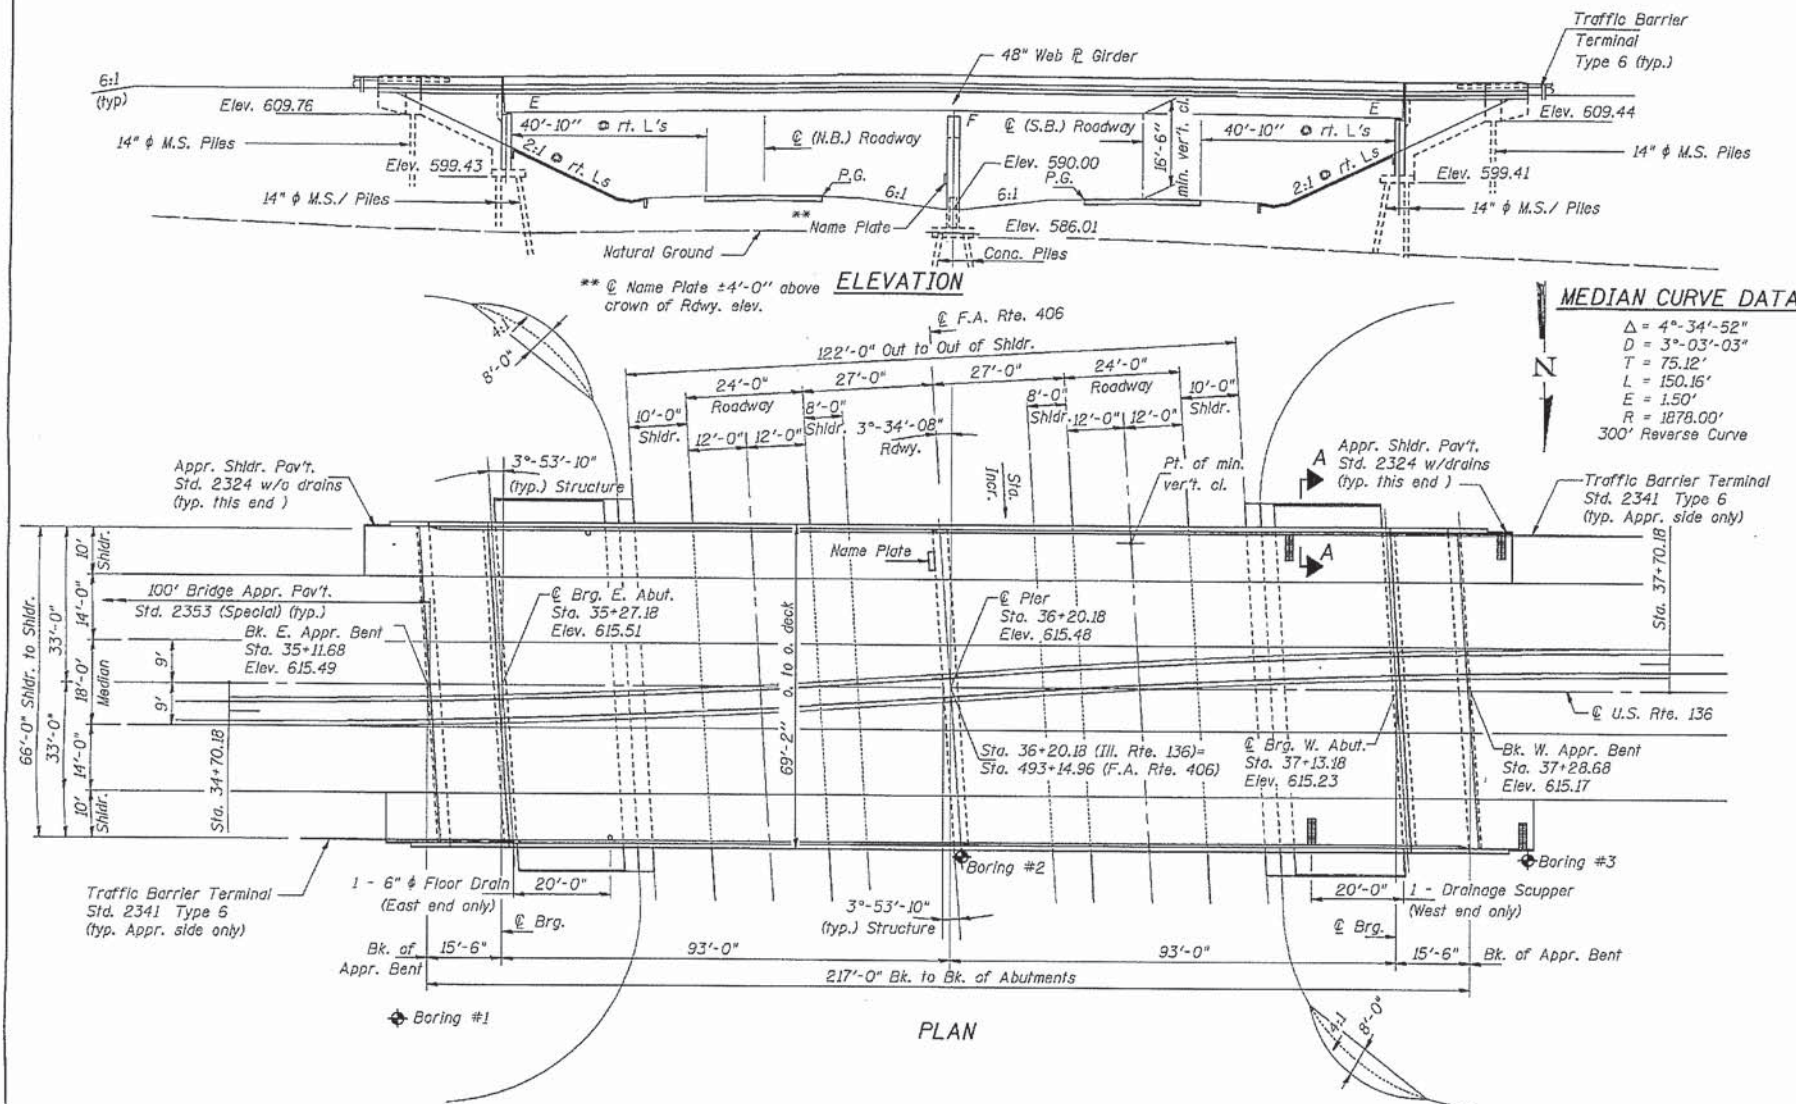 Traffic Barrier
Terminal
Type 6 (typ.)
48" Web ⅊ Girder
6:1
(typ)
Elev. 609.76
E
F
E
Elev. 609.44
40'-10" @ rt. L's
℄ (N.B.) Roadway
℄ (S.B.) Roadway
16'-6"
min. ver't. cl.
40'-10" @ rt. L's
14" ϕ M.S. Piles
2:1 @ rt. Ls
Elev. 599.43
P.G.
6:1
Elev. 590.00
6:1
P.G.
2:1 @ rt. Ls
Elev. 599.41
14" ϕ M.S. Piles
14" ϕ M.S./ Piles
**
Name Plate
Elev. 586.01
14" ϕ M.S./ Piles
Natural Ground
Conc. Piles
** ℄ Name Plate ±4'-0" above
crown of Rdwy. elev.
ELEVATION
MEDIAN CURVE DATA
Δ = 4°-34'-52"
D = 3°-03'-03"
T = 75.12'
L = 150.16'
E = 1.50'
R = 1878.00'
300' Reverse Curve
N
4:1
8'-0"
℄ F.A. Rte. 406
122'-0" Out to Out of Shldr.
24'-0"
Roadway
27'-0"
27'-0"
24'-0"
Roadway
10'-0"
Shldr.
8'-0"
Shldr.
8'-0"
Shldr.
10'-0"
Shldr.
12'-0"
12'-0"
3°-34'-08"
Rdwy.
12'-0"
12'-0"
Sta.
Incr.
Pt. of min.
ver't. cl.
Appr. Shldr. Pav't.
Std. 2324 w/o drains
(typ. this end )
3°-53'-10"
(typ.) Structure
A
Appr. Shldr. Pav't.
Std. 2324 w/drains
(typ. this end )
Traffic Barrier Terminal
Std. 2341 Type 6
(typ. Appr. side only)
Name Plate
A
66'-0" Shldr. to Shldr.
33'-0"
33'-0"
10'
Shldr.
14'-0"
18'-0"
Median
14'-0"
10'
Shldr.
9'
9'
100' Bridge Appr. Pav't.
Std. 2353 (Special) (typ.)
Bk. E. Appr. Bent
Sta. 35+11.68
Elev. 615.49
℄ Brg. E. Abut.
Sta. 35+27.18
Elev. 615.51
69'-2" o. to o. deck
℄ Pier
Sta. 36+20.18
Elev. 615.48
Sta. 37+70.18
℄ U.S. Rte. 136
Sta. 34+70.18
Sta. 36+20.18 (Ill. Rte. 136)=
Sta. 493+14.96 (F.A. Rte. 406)
℄ Brg. W. Abut.
Sta. 37+13.18
Elev. 615.23
Bk. W. Appr. Bent
Sta. 37+28.68
Elev. 615.17
Traffic Barrier Terminal
Std. 2341 Type 6
(typ. Appr. side only)
1 - 6" ϕ Floor Drain
(East end only)
20'-0"
Boring #2
Boring #3
20'-0"
1 - Drainage Scupper
(West end only)
3°-53'-10"
(typ.) Structure
℄ Brg.
℄ Brg.
Bk. of
Appr. Bent
15'-6"
93'-0"
93'-0"
15'-6"
Bk. of Appr. Bent
217'-0" Bk. to Bk. of Abutments
Boring #1
PLAN
4:1
8'-0"